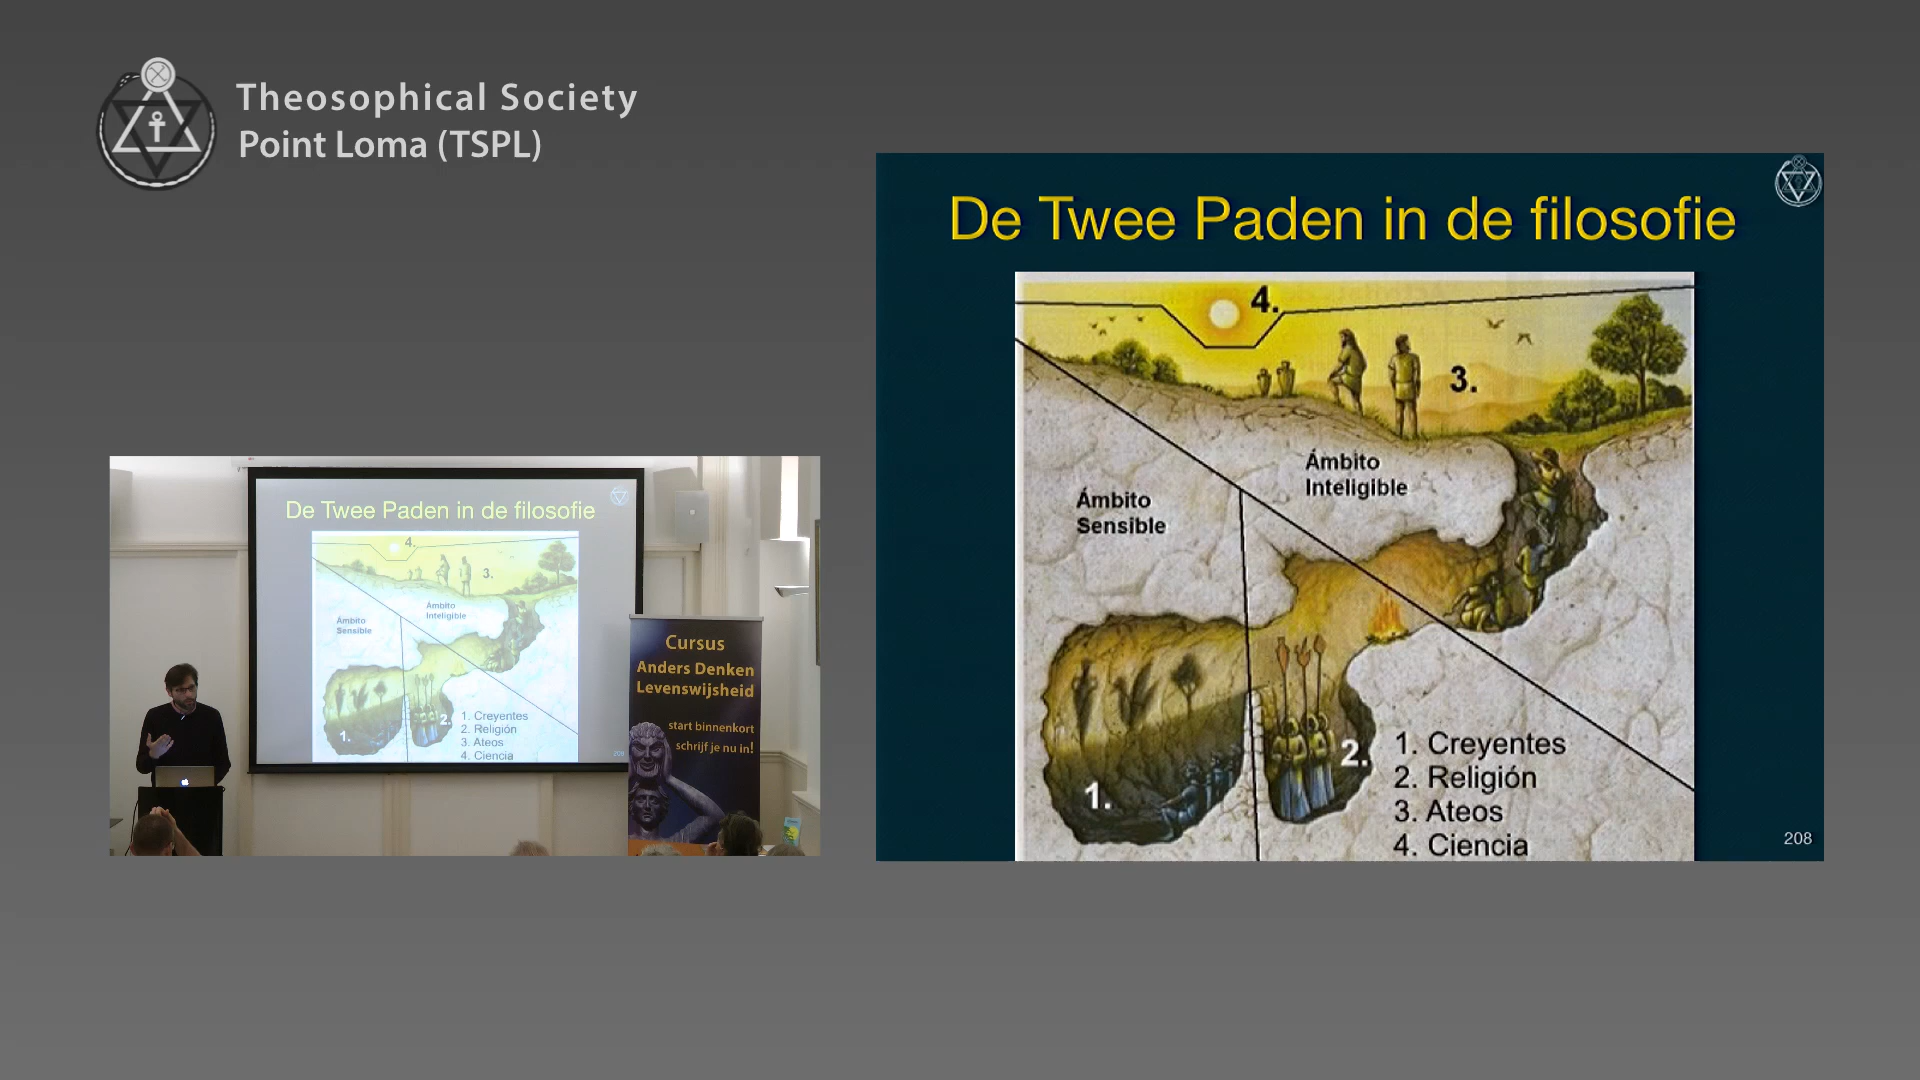 Theosophical Society
Point Loma (TSPL)
De Twee Paden in de filosofie
4.
3.
Ámbito
Inteligible
Ámbito
Sensible
2.
1.
1. Creyentes
2. Religión
3. Ateos
4. Ciencia
208
De Twee Paden in de filosofie
4.
3.
Ámbito
Inteligible
Ámbito
Sensible
2.
1.
1. Creyentes
2. Religión
3. Ateos
4. Ciencia
208
Cursus
Anders Denken
Levenswijsheid
start binnenkort
schrijf je nu in!